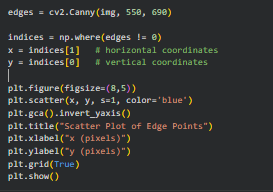 edges = cv2.Canny(img, 550, 690)
indices = np.where(edges != 0)
x = indices[1]   # horizontal coordinates
y = indices[0]   # vertical coordinates
plt.figure(figsize=(8,5))
plt.scatter(x, y, s=1, color='blue')
plt.gca().invert_yaxis()
plt.title("Scatter Plot of Edge Points")
plt.xlabel("x (pixels)")
plt.ylabel("y (pixels)")
plt.grid(True)
plt.show()